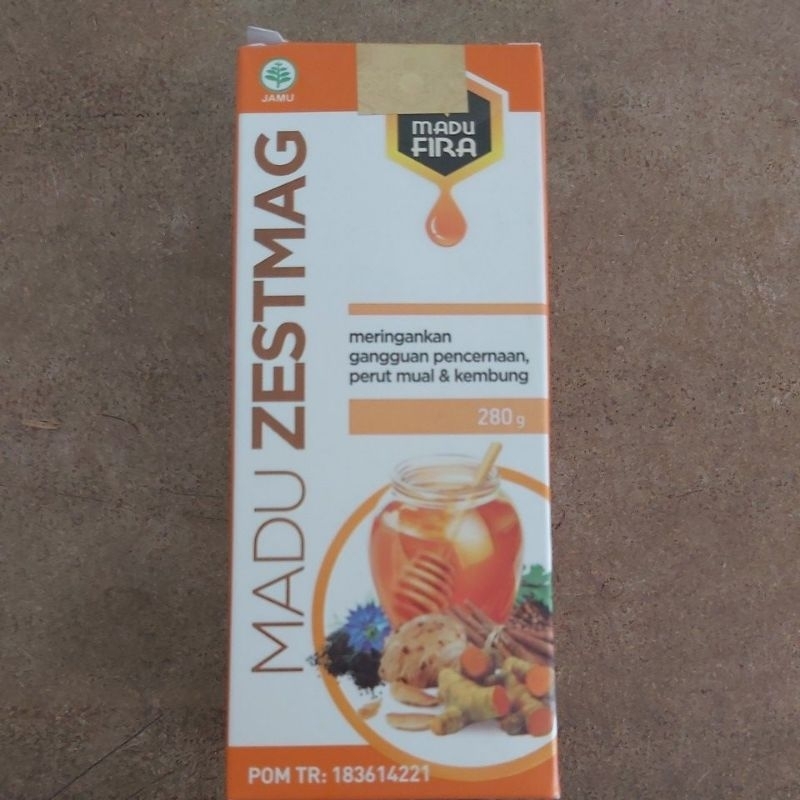 JAMU
MADU
FIRA
MADU ZESTMAG
meringankan
gangguan pencernaan,
perut mual & kembung
280 g
POM TR: 183614221